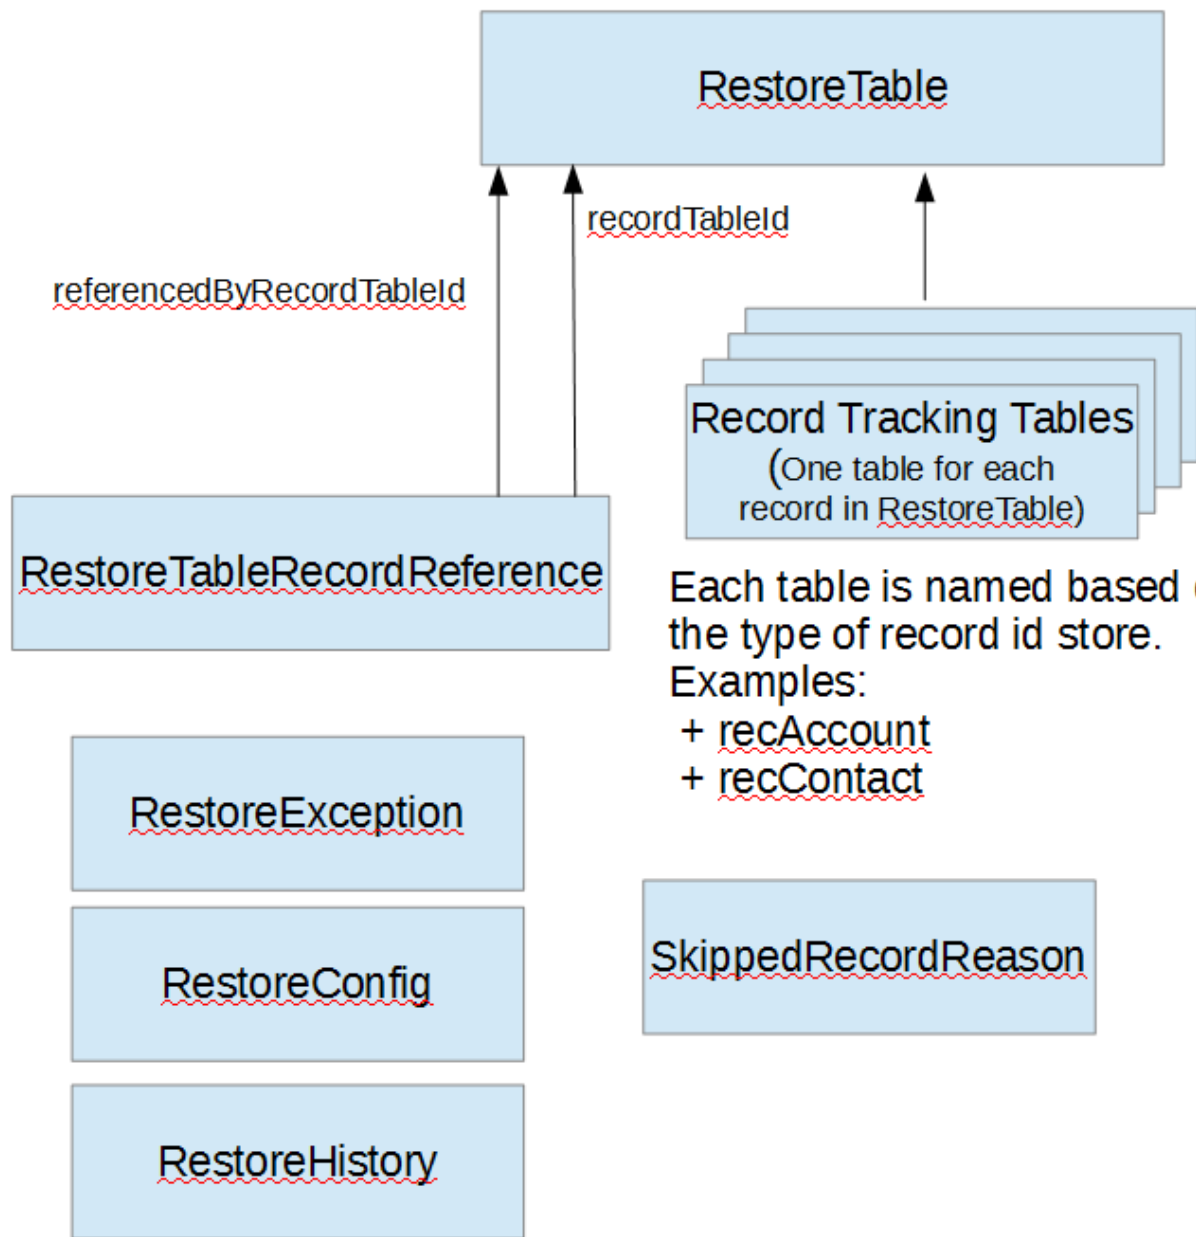 RestoreTable
recordTableId
referencedByRecordTableId
Record Tracking Tables
(One table for each
record in RestoreTable)
RestoreTableRecordReference
Each table is named based
the type of record id store.
Examples:
+ recAccount
+ recContact
RestoreException
SkippedRecordReason
RestoreConfig
RestoreHistory